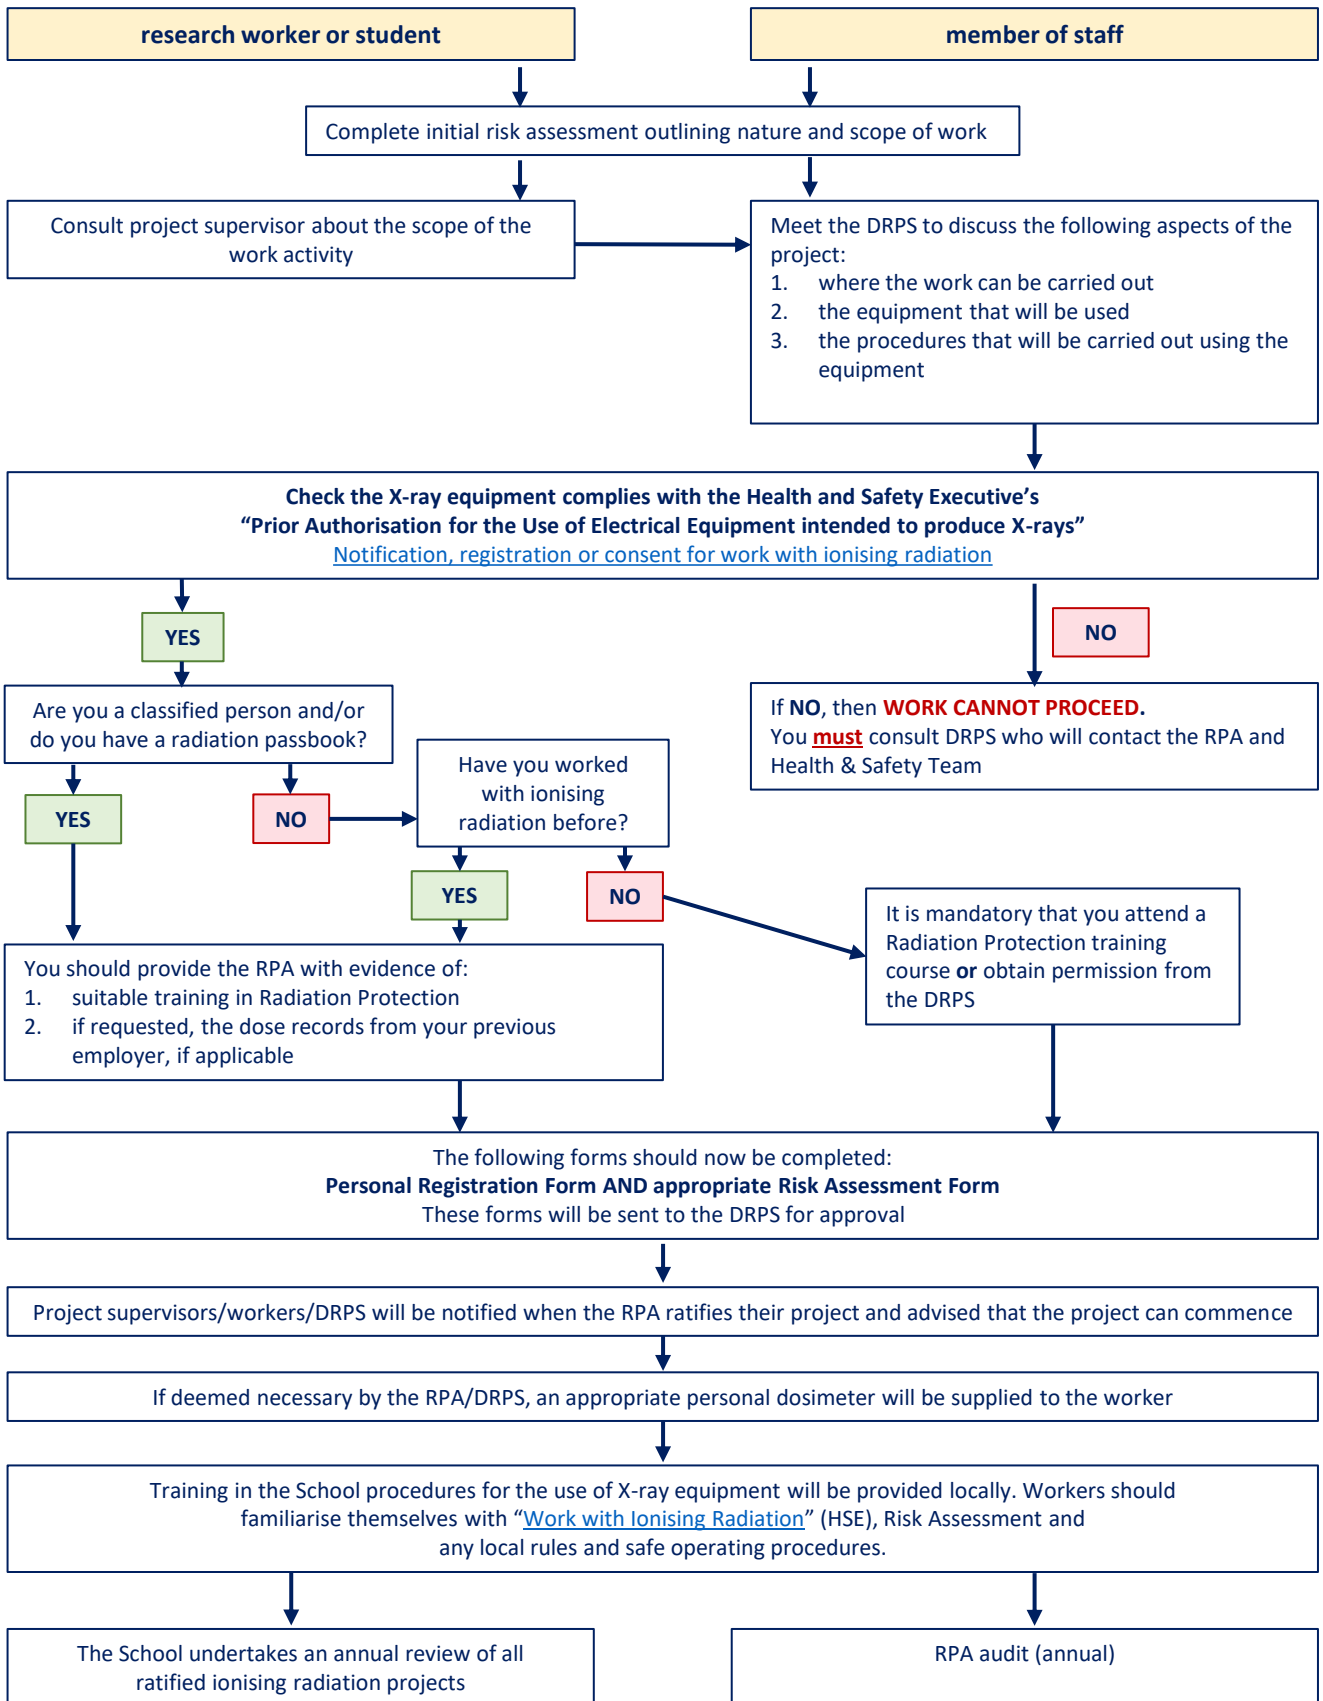 research worker or student
member of staff
Complete initial risk assessment outlining nature and scope of work
Consult project supervisor about the scope of the
work activity
Meet the DRPS to discuss the following aspects of the
project:
1. where the work can be carried out
2. the equipment that will be used
3. the procedures that will be carried out using the
equipment
Check the X-ray equipment complies with the Health and Safety Executive’s
“Prior Authorisation for the Use of Electrical Equipment intended to produce X-rays”
Notification, registration or consent for work with ionising radiation
YES
NO
Are you a classified person and/or
do you have a radiation passbook?
If NO, then WORK CANNOT PROCEED.
You must consult DRPS who will contact the RPA and
Health & Safety Team
YES
NO
Have you worked
with ionising
radiation before?
YES
NO
It is mandatory that you attend a
Radiation Protection training
course or obtain permission from
the DRPS
You should provide the RPA with evidence of:
1. suitable training in Radiation Protection
2. if requested, the dose records from your previous
employer, if applicable
The following forms should now be completed:
Personal Registration Form AND appropriate Risk Assessment Form
These forms will be sent to the DRPS for approval
Project supervisors/workers/DRPS will be notified when the RPA ratifies their project and advised that the project can commence
If deemed necessary by the RPA/DRPS, an appropriate personal dosimeter will be supplied to the worker
Training in the School procedures for the use of X-ray equipment will be provided locally. Workers should
familiarise themselves with “Work with Ionising Radiation” (HSE), Risk Assessment and
any local rules and safe operating procedures.
The School undertakes an annual review of all
ratified ionising radiation projects
RPA audit (annual)